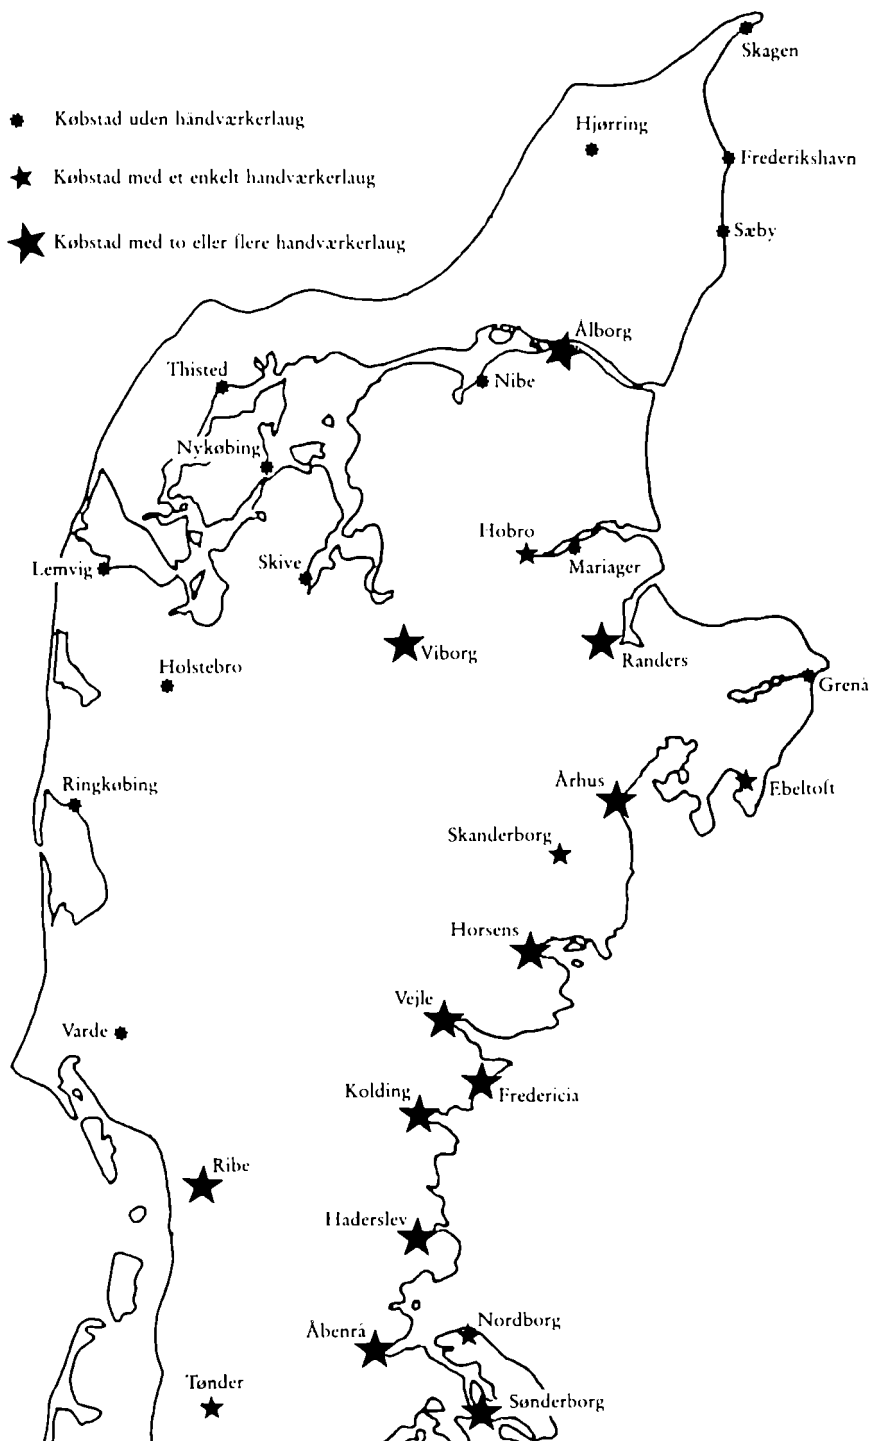 Skagen
Købstad uden håndværkerlaug
Hjørring
Frederikshavn
Købstad med et enkelt håndværkerlaug
Sæby
Købstad med to eller flere håndværkerlaug
Ålborg
Thisted
Nibe
Nykøbing
Hobro
Skive
Lemvig
Mariager
Viborg
Randers
Holstebro
Grenå
Århus
Ringkøbing
Ebeltoft
Skanderborg
Horsens
Vejle
Varde
Kolding
Fredericia
Ribe
Haderslev
Nordborg
Åbenrå
Tønder
Sønderborg